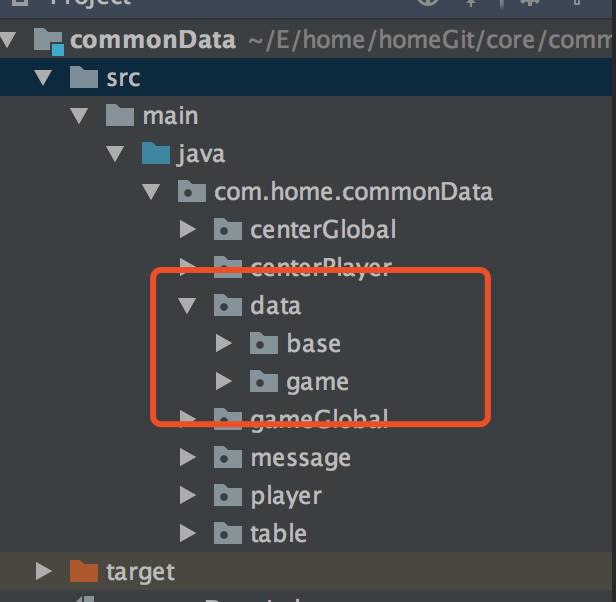 Project
commonData ~/E/home/homeGit/core/comm
src
main
java
com.home.commonData
centerGlobal
centerPlayer
data
base
game
gameGlobal
message
player
table
target